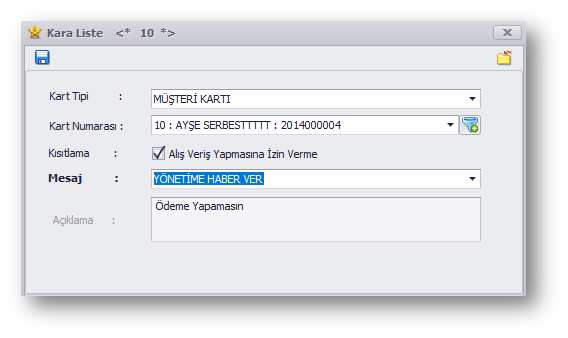 Kara Liste <* 10 *>
Kart Tipi :
MÜŞTERİ KARTI
Kart Numarası :
10 : AYŞE SERBESTTTTT : 2014000004
Kısıtlama :
Alış Veriş Yapmasına İzin Verme
Mesaj :
YÖNETİME HABER VER
Açıklama :
Ödeme Yapamasın